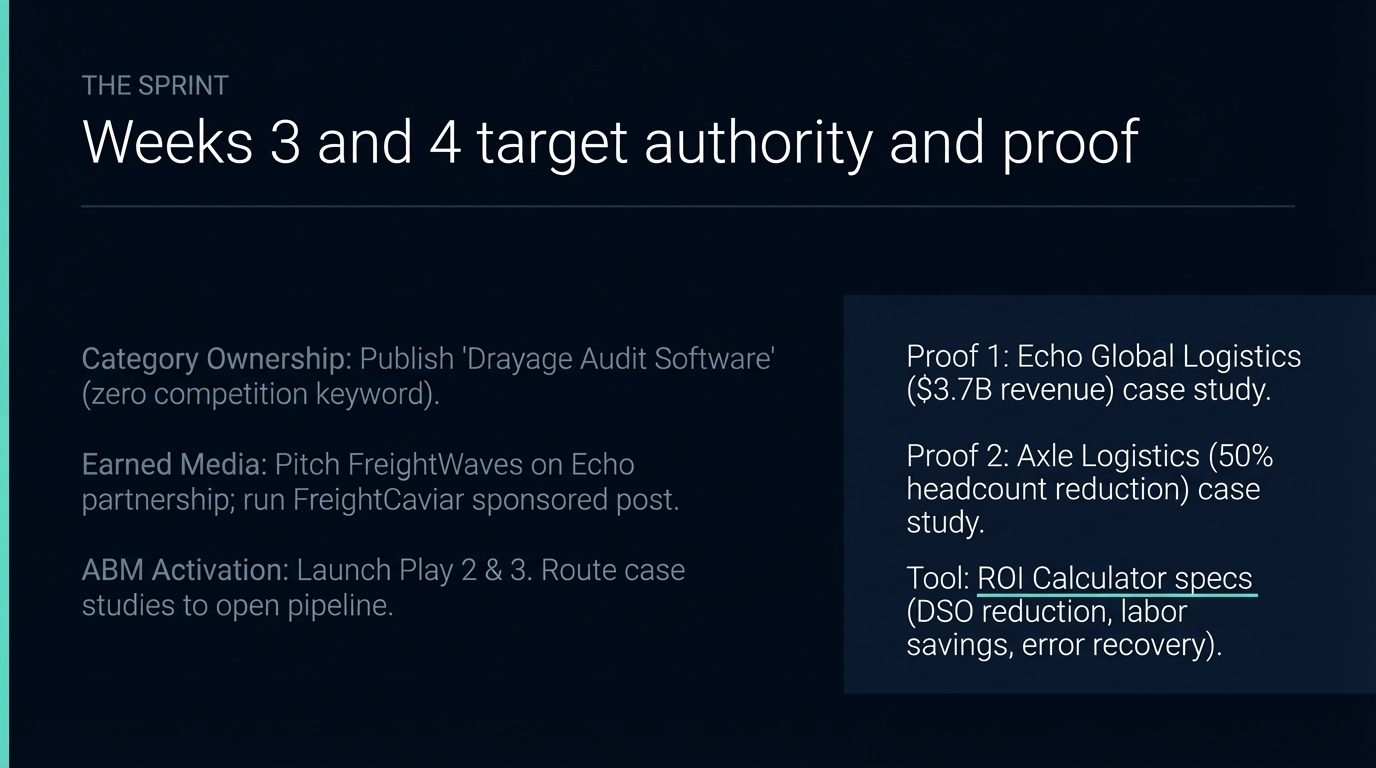 THE SPRINT
Weeks 3 and 4 target authority and proof
Category Ownership: Publish 'Drayage Audit Software'
(zero competition keyword).
Earned Media: Pitch FreightWaves on Echo
partnership; run FreightCaviar sponsored post.
ABM Activation: Launch Play 2 & 3. Route case
studies to open pipeline.
Proof 1: Echo Global Logistics
($3.7B revenue) case study.
Proof 2: Axle Logistics (50%
headcount reduction) case
study.
Tool: ROI Calculator specs
(DSO reduction, labor
savings, error recovery).